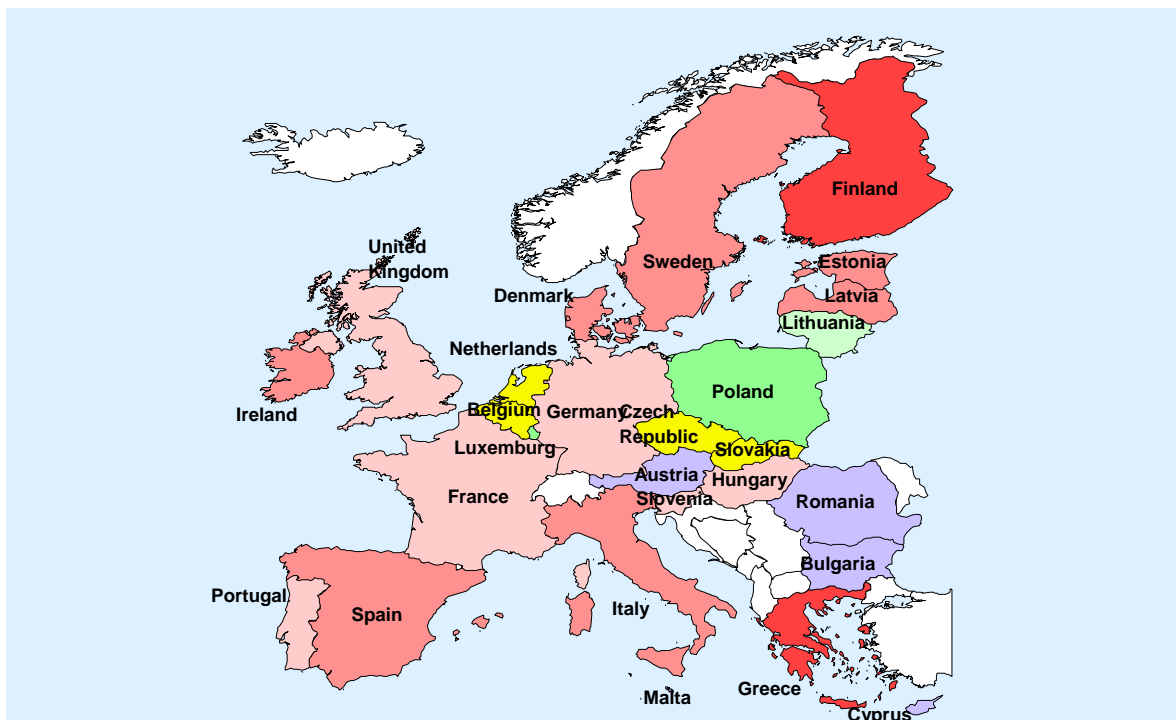 Finland
United
Kingdom
Sweden
Estonia
Denmark
Latvia
Lithuania
Netherlands
Poland
Ireland
Belgium
Germany
Czech
Republic
Luxemburg
Slovakia
Austria
Hungary
France
Slovenia
Romania
Bulgaria
Portugal
Spain
Italy
Malta
Greece
Cyprus